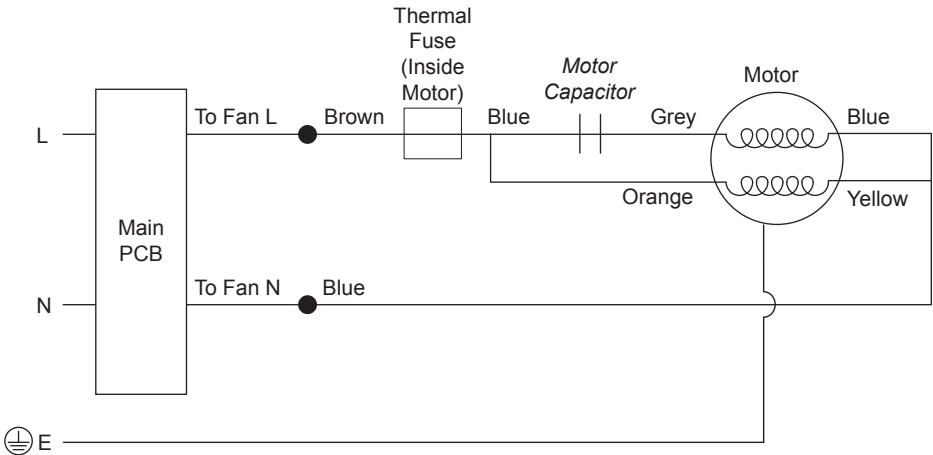 Thermal
Fuse
(Inside
Motor)
Motor
Capacitor
Motor
L
To Fan L
Brown
Blue
Grey
Blue
Orange
Yellow
Main
PCB
N
To Fan N
Blue
E